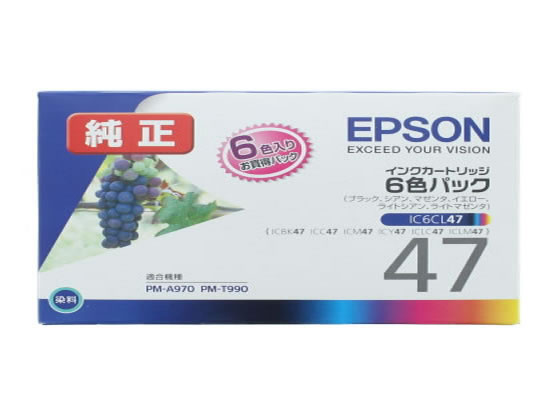 純正
6色入り
お買得パック
EPSON
EXCEED YOUR VISION
インクカートリッジ
6色パック
(ブラック、シアン、マゼンタ、イエロー、
ライトシアン、ライトマゼンタ)
IC6CL47
(ICBK47 ICC47 ICM47 ICY47 ICLC47 ICLM47)
47
適合機種
PM-A970 PM-T990
染料